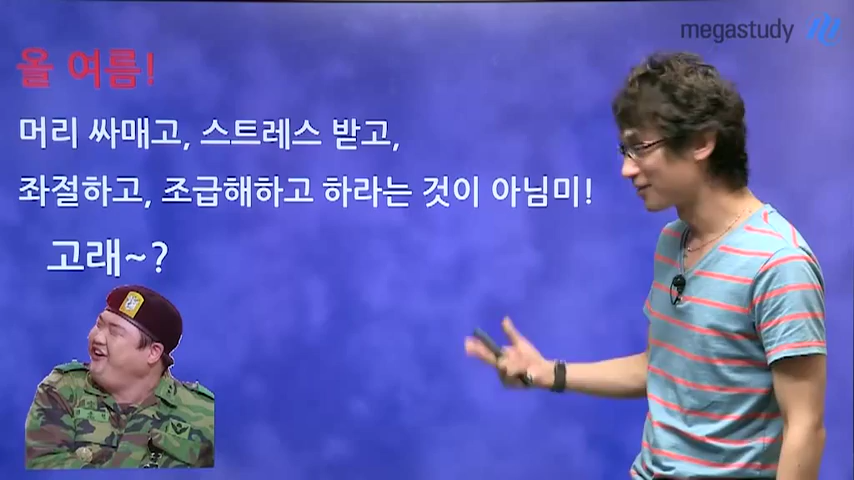 megastudy
올 여름!
머리 싸매고, 스트레스 받고,
좌절하고, 조급해하고 하라는 것이 아님미!
고래~?